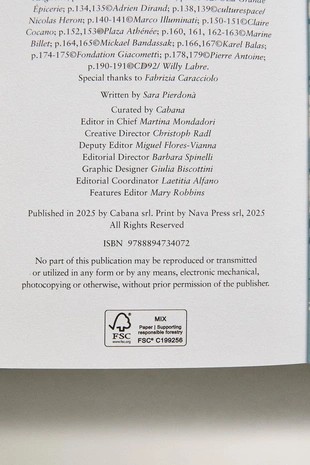 Épicerie; p.134,135©Adrien Dirand; p.138,139©culturespace/
Nicolas Heron; p.140-141©Marco Illuminati; p.150-151©Claire
Cocano; p.152,153©Plaza Athénée; p.160, 161, 162-163©Marine
Billet; p.164,165©Mickael Bandassak; p.166,167©Karel Balas;
p.174-175©Fondation Giacometti; p.178,179©Pierre Antoine;
p.190-191©CD92/ Willy Labre.
Special thanks to Fabrizia Caracciolo
Written by Sara Pierdonà
Curated by Cabana
Editor in Chief Martina Mondadori
Creative Director Christoph Radl
Deputy Editor Miguel Flores-Vianna
Editorial Director Barbara Spinelli
Graphic Designer Giulia Biscottini
Editorial Coordinator Laetitia Alfano
Features Editor Mary Robbins
Published in 2025 by Cabana srl. Print by Nava Press srl, 2025
All Rights Reserved
ISBN 9788894734072
No part of this publication may be reproduced or transmitted
or utilized in any form or by any means, electronic, mechanical,
photocopying or otherwise, without prior permission of the publisher.
FSC
www.fsc.org
MIX
Paper | Supporting
responsible forestry
FSC® C199256